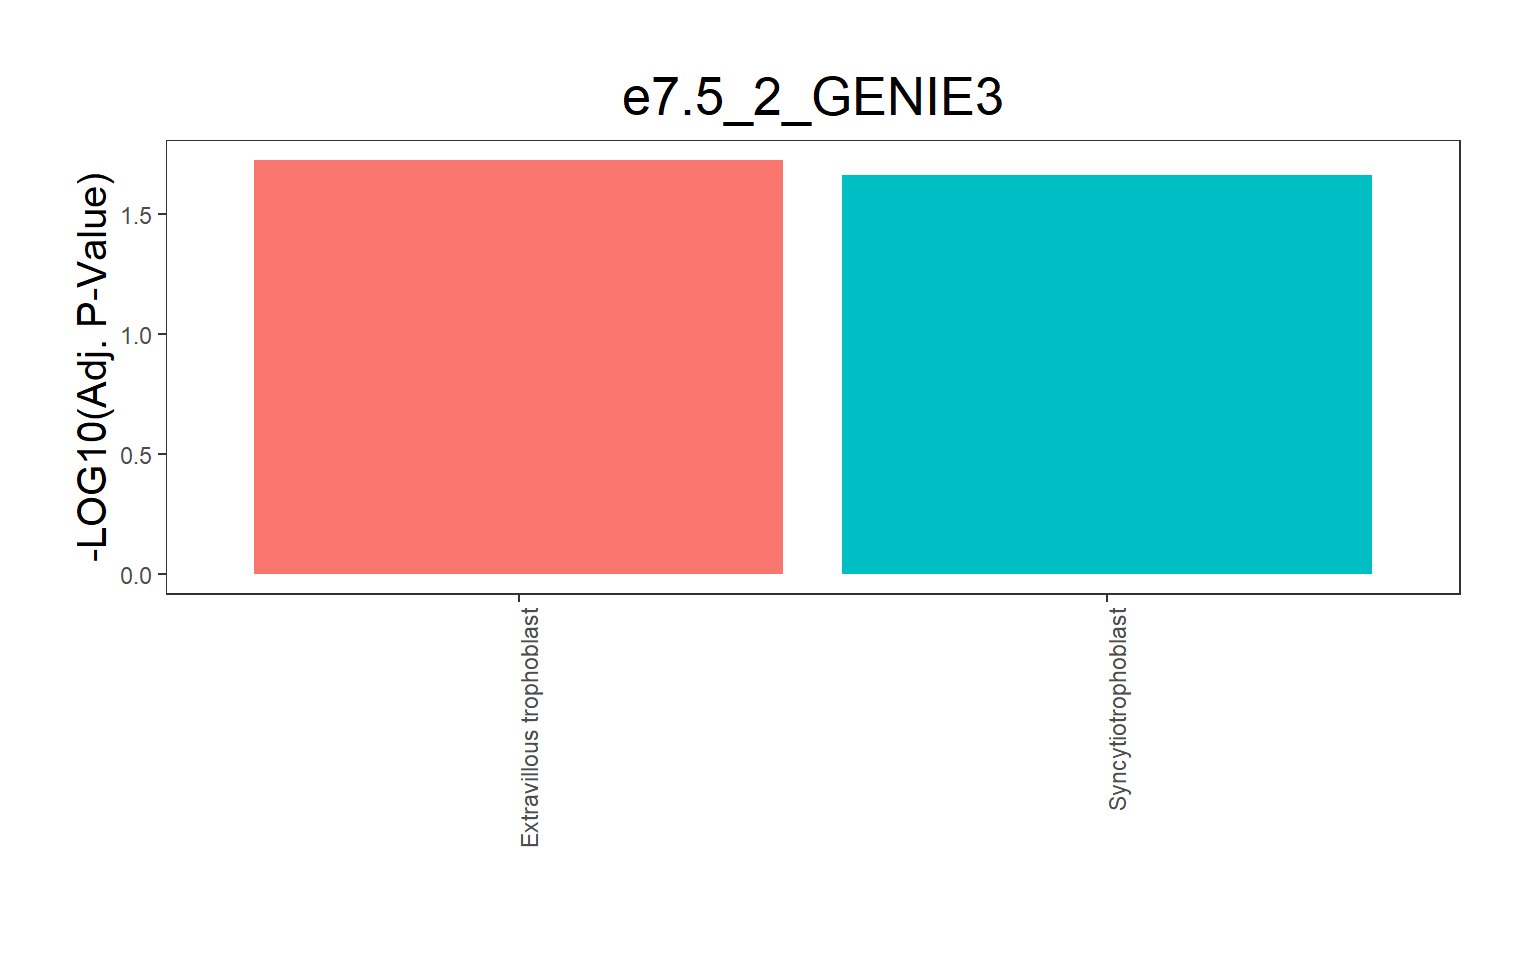 e7.5_2_GENIE3
-LOG10(Adj. P-Value)
1.5
1.0
0.5
0.0
Extravillous trophoblast
Syncytiotrophoblast